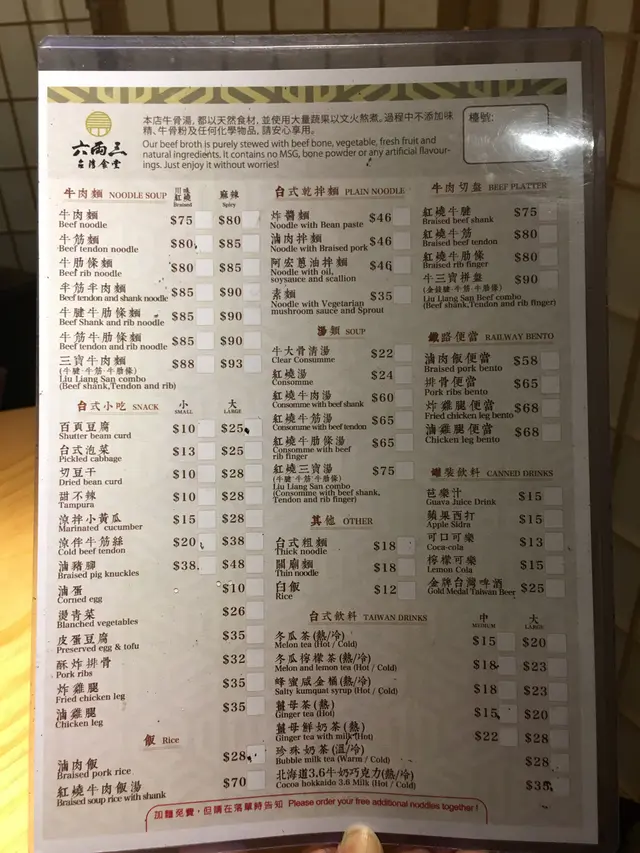 六兩三
台灣食堂
本店牛骨湯, 都以天然食材, 並使用大量蔬果以文火熬煮。過程中不添加味
精、牛骨粉及任何化學物品, 請安心享用。
Our beef broth is purely stewed with beef bone, vegetable, fresh fruit and
natural ingredients. It contains no MSG, bone powder or any artificial flavour-
ings. Just enjoy it without worries!
檯號:
牛肉麵 NOODLE SOUP 川味紅燒 Braised 麻辣 Spicy
牛肉麵 $75 $80
Beef noodle
牛筋麵 $80 $85
Beef tendon noodle
牛肋條麵 $80 $85
Beef rib noodle
半筋半肉麵 $85 $90
Beef tendon and shank noodle
牛腱牛肋條麵 $85 $90
Beef Shank and rib noodle
牛筋牛肋條麵 $85 $90
Beef tendon and rib noodle
三寶牛肉麵 $88 $93
(牛腱‧牛筋‧牛肋條)
Liu Liang San combo
(Beef shank,Tendon and rib)
台式小吃 SNACK 小 SMALL 大 LARGE
百頁豆腐 $10 $25
Shutter beam curd
台式泡菜 $13 $25
Pickled cabbage
切豆干 $10 $28
Dried bean curd
甜不辣 $10 $28
Tampura
涼拌小黃瓜 $15 $28
Marinated cucumber
涼伴牛筋絲 $20 $38
Cold beef tendon
滷豬腳 $38 $48
Braised pig knuckles
滷蛋 $10
Corned egg
燙青菜 $26
Blanched vegetables
皮蛋豆腐 $35
Preserved egg & tofu
酥炸排骨 $32
Pork ribs
炸雞腿 $35
Fried chicken leg
滷雞腿 $35
Chicken leg
飯 Rice
滷肉飯 $28
Braised pork rice
紅燒牛肉飯湯 $70
Braised soup rice with shank
台式乾拌麵 PLAIN NOODLE
炸醬麵 $46
Noodle with Bean paste
滷肉拌麵 $46
Noodle with Braised pork
阿宏蔥油拌麵 $46
Noodle with oil,
soysauce and scallion
素麵 $35
Noodle with Vegetarian
mushroom sauce and Sprout
湯類 SOUP
牛大骨清湯 $22
Clear Consumme
紅燒湯 $24
Consomme
紅燒牛肉湯 $60
Consomme with beef shank
紅燒牛筋湯 $65
Consomme with beef tendon
紅燒牛肋條湯 $65
Consomme with beef
rib finger
紅燒三寶湯 $75
(牛腱‧牛筋‧牛肋條)
Liu Liang San combo
(Consomme with beef shank,
Tendon and rib finger)
其他 OTHER
台式粗麵 $18
Thick noodle
關廟麵 $18
Thin noodle
白飯 $12
Rice
牛肉切盤 BEEF PLATTER
紅燒牛腱 $75
Braised beef shank
紅燒牛筋 $80
Braised beef tendon
紅燒牛肋條 $80
Braised rib finger
牛三寶拼盤 $90
(金錢腱‧牛筋‧牛肋條)
Liu Liang San Beef combo
(Beef shank,Tendon and rib finger)
鐵路便當 RAILWAY BENTO
滷肉飯便當 $58
Braised pork bento
排骨便當 $65
Pork ribs bento
炸雞腿便當 $68
Fried chicken leg bento
滷雞腿便當 $68
Chicken leg bento
罐裝飲料 CANNED DRINKS
芭樂汁 $15
Guava Juice Drink
蘋果西打 $15
Apple Sidra
可口可樂 $13
Coca-cola
檸檬可樂 $15
Lemon Cola
金牌台灣啤酒 $25
Gold Medal Taiwan Beer
台式飲料 TAIWAN DRINKS 中 MEDIUM 大 LARGE
冬瓜茶(熱/冷) $15 $20
Melon tea (Hot / Cold)
冬瓜檸檬茶(熱/冷) $18 $23
Melon and lemon tea (Hot / Cold)
蜂蜜咸金橘(熱/冷) $18 $23
Salty kumquat syrup (Hot / Cold)
薑母茶(熱) $15 $20
Ginger tea (Hot)
薑母鮮奶茶(熱) $22 $28
Ginger tea with milk (Hot)
珍珠奶茶(溫/冷) $28
Bubble milk tea (Warm / Cold)
北海道3.6牛奶巧克力(熱/冷) $35
Cocoa hokkaido 3.6 Milk (Hot / Cold)
加麵免費, 但請在落單時告知 Please order your free additional noddles together !